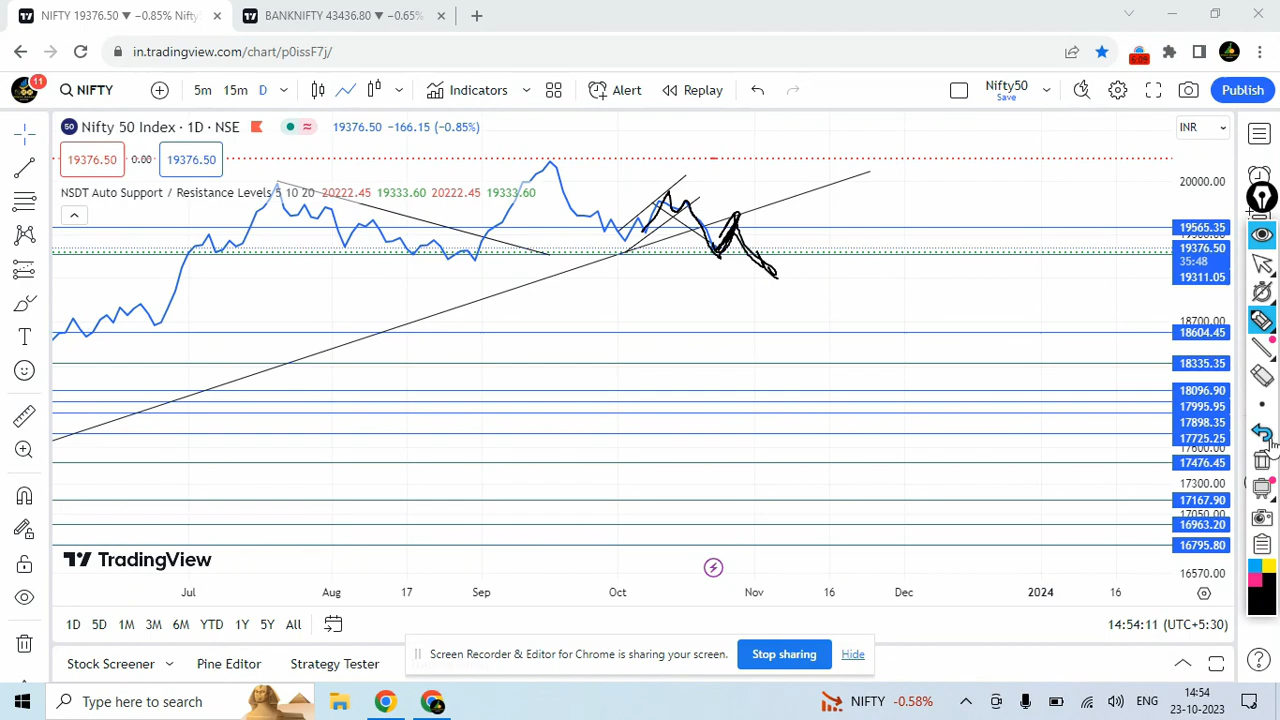 NIFTY 19376.50 ▼ −0.85% Nifty
BANKNIFTY 43436.80 ▼ −0.65%
in.tradingview.com/chart/p0issF7j/
11
NIFTY
5m 15m D
Indicators
Alert
Replay
Nifty50
Save
Publish
50 Nifty 50 Index · 1D · NSE 19376.50 −166.15 (−0.85%)
INR
19376.50 0.00 19376.50
NSDT Auto Support / Resistance Levels 5 10 20 20222.45 19333.60 20222.45 19333.60
20000.00
19565.35
19376.50
35:48
19311.05
18700.00
18604.45
18335.35
18096.90
17995.95
17898.35
17725.25
17600.00
17476.45
17300.00
17167.90
17050.00
16963.20
16795.80
16570.00
TradingView
Jul Aug 17 Sep Oct Nov 16 Dec 2024 16
1D 5D 1M 3M 6M YTD 1Y 5Y All
14:54:11 (UTC+5:30)
Stock Screener Pine Editor Strategy Tester
Screen Recorder & Editor for Chrome is sharing your screen. Stop sharing Hide
Type here to search
NIFTY -0.58%
ENG
14:54
23-10-2023